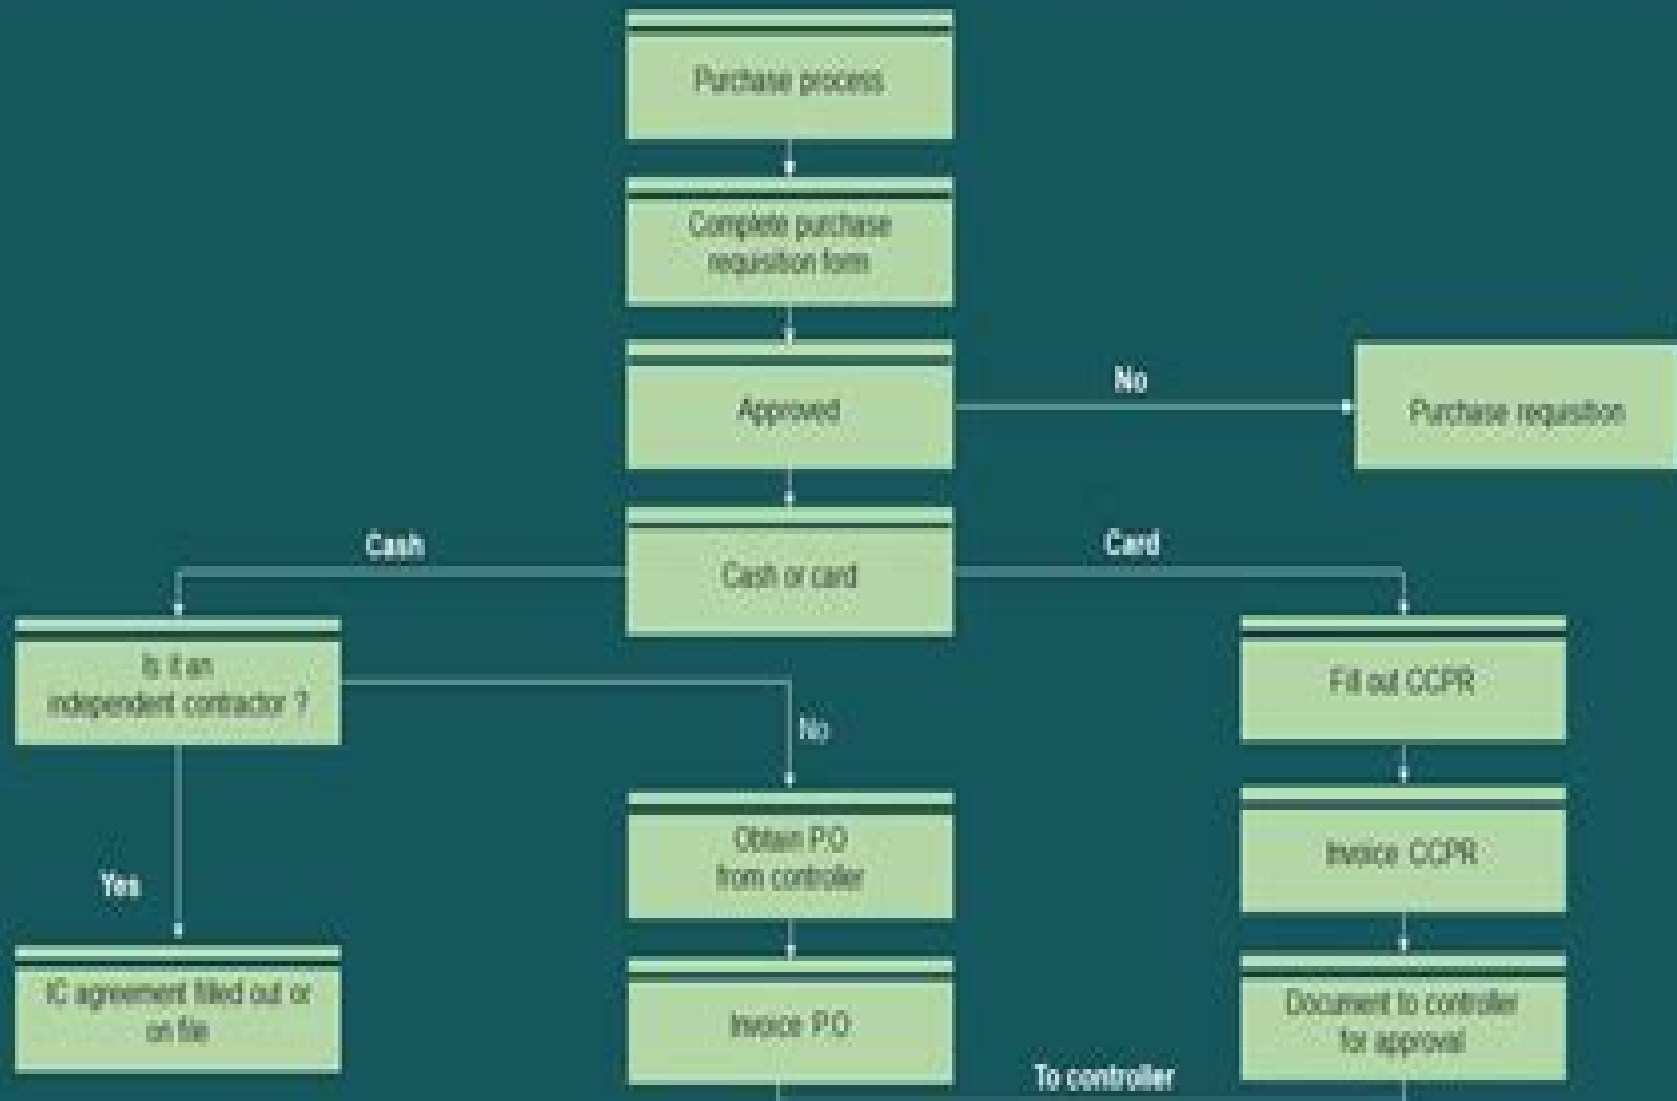 Purchase process
Complete purchase
requisition form
Approved
No
Purchase requisition
Cash
Cash or card
Card
Is it an
independent contractor ?
Fill out CCPR
No
Obtain P.O
from controller
Invoice CCPR
Yes
IC agreement filled out or
on file
Invoice P.O
Document to controller
for approval
To controller